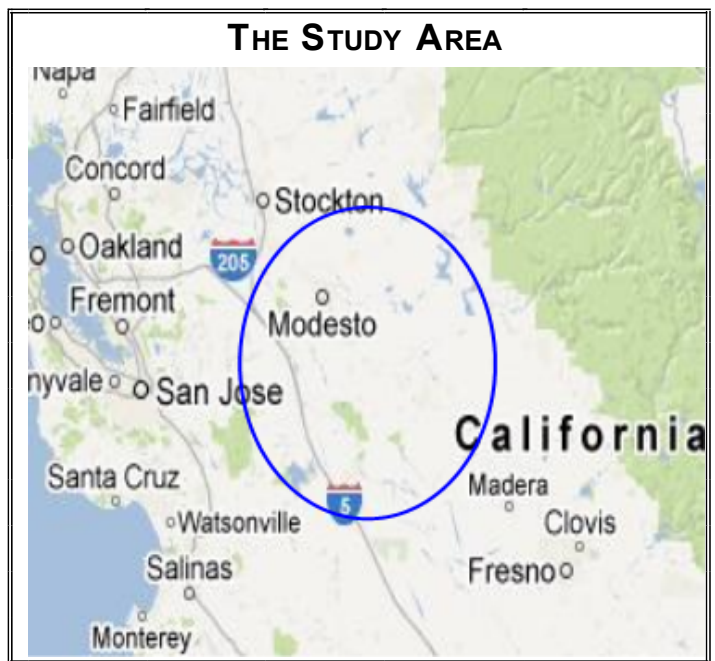 THE STUDY AREA
Napa
Fairfield
Concord
Stockton
Oakland
205
Fremont
Modesto
nyvale
San Jose
California
Santa Cruz
Madera
5
Watsonville
Clovis
Salinas
Fresno
Monterey